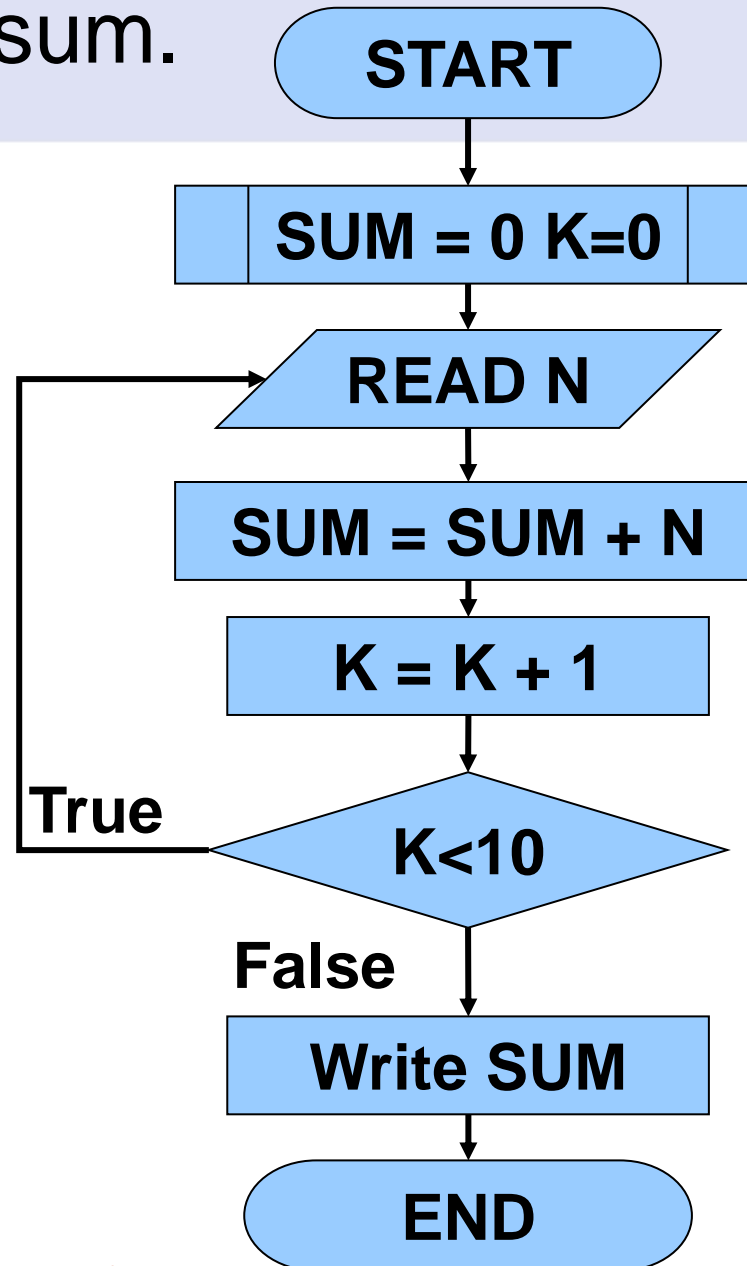 sum.
START
SUM = 0 K=0
READ N
SUM = SUM + N
K = K + 1
True
K<10
False
Write SUM
END